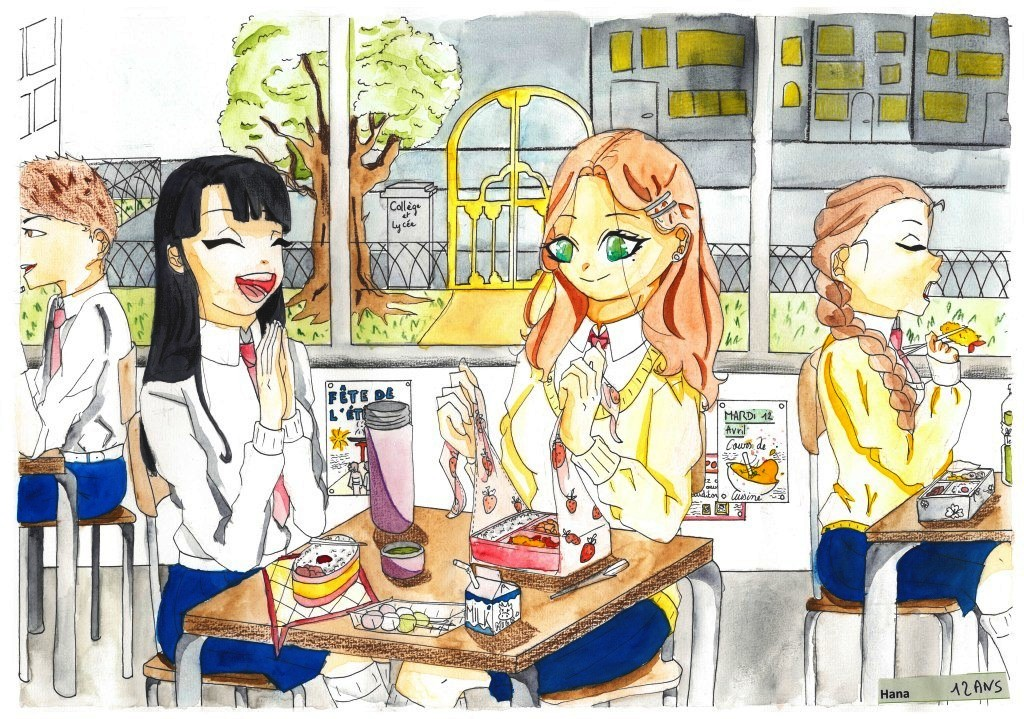 Collège
et
Lycée
FÊTE DE
L'ÉTÉ
MARDI 12
Avril
Cours de
Cuisine
MILK
Hana 12 ANS